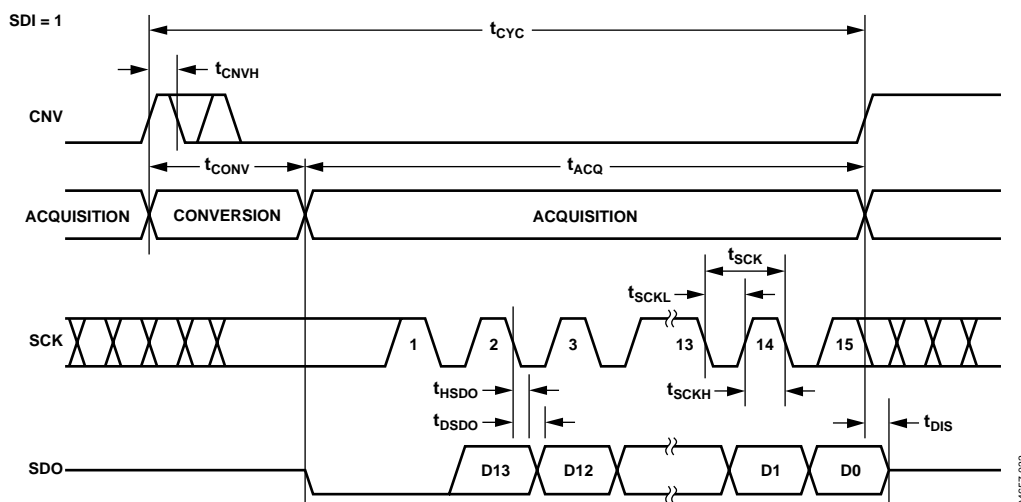 SDI = 1
tCYC
tCNVH
CNV
tCONV
tACQ
ACQUISITION
CONVERSION
ACQUISITION
tSCK
tSCKL
SCK
1
2
3
13
14
15
tHSDO
tSCKH
tDSDO
tDIS
SDO
D13
D12
D1
D0